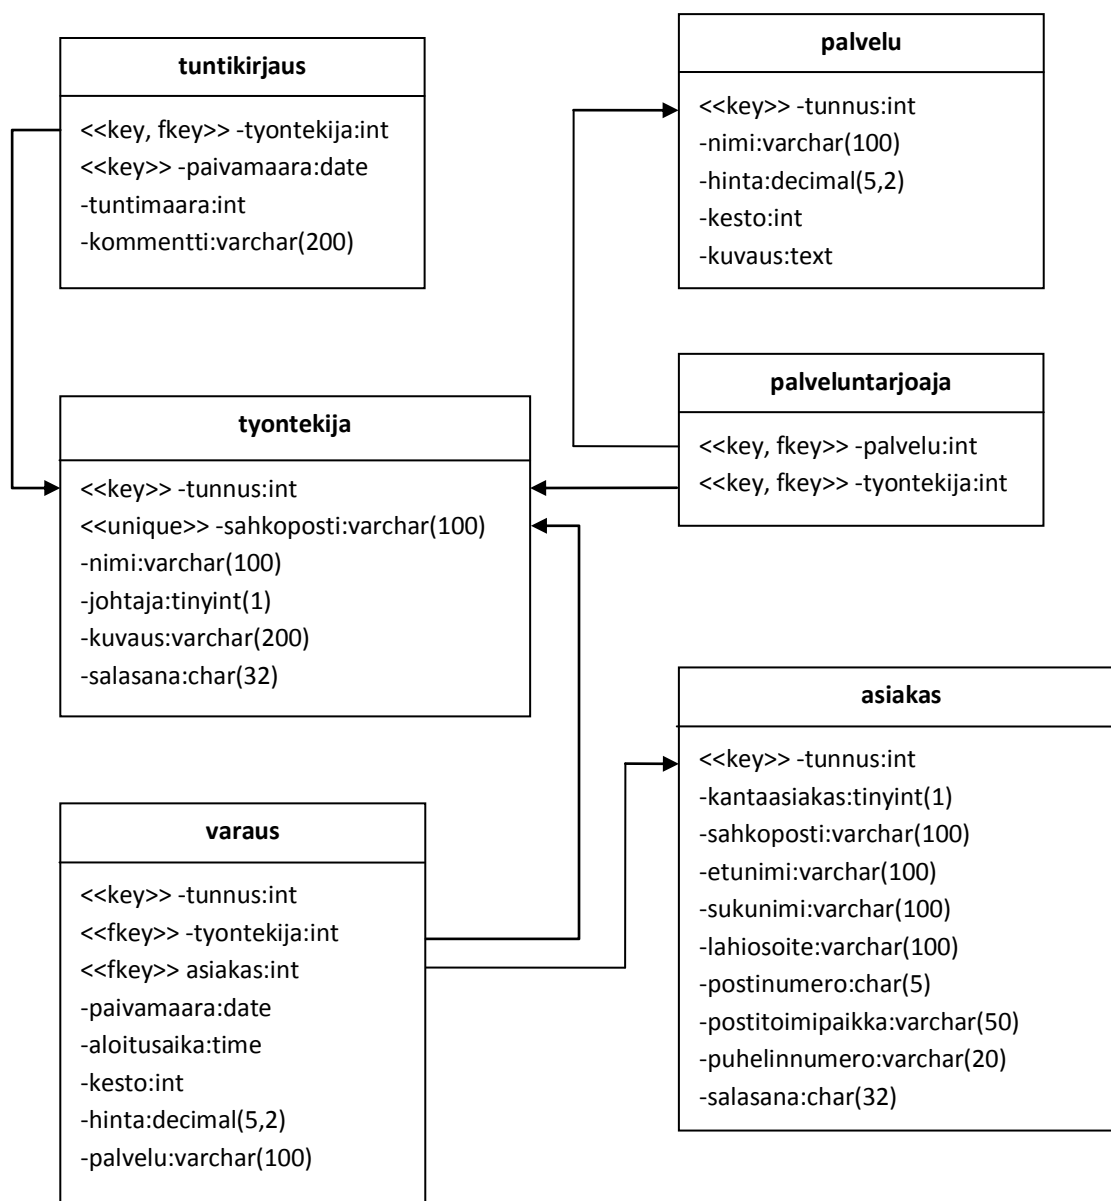 tuntikirjaus
<<key, fkey>> -tyontekija:int
<<key>> -paivamaara:date
-tuntimaara:int
-kommentti:varchar(200)
palvelu
<<key>> -tunnus:int
-nimi:varchar(100)
-hinta:decimal(5,2)
-kesto:int
-kuvaus:text
palveluntarjoaja
<<key, fkey>> -palvelu:int
<<key, fkey>> -tyontekija:int
tyontekija
<<key>> -tunnus:int
<<unique>> -sahkoposti:varchar(100)
-nimi:varchar(100)
-johtaja:tinyint(1)
-kuvaus:varchar(200)
-salasana:char(32)
asiakas
<<key>> -tunnus:int
-kantaasiakas:tinyint(1)
-sahkoposti:varchar(100)
-etunimi:varchar(100)
-sukunimi:varchar(100)
-lahiosoite:varchar(100)
-postinumero:char(5)
-postitoimipaikka:varchar(50)
-puhelinnumero:varchar(20)
-salasana:char(32)
varaus
<<key>> -tunnus:int
<<fkey>> -tyontekija:int
<<fkey>> asiakas:int
-paivamaara:date
-aloitusaika:time
-kesto:int
-hinta:decimal(5,2)
-palvelu:varchar(100)